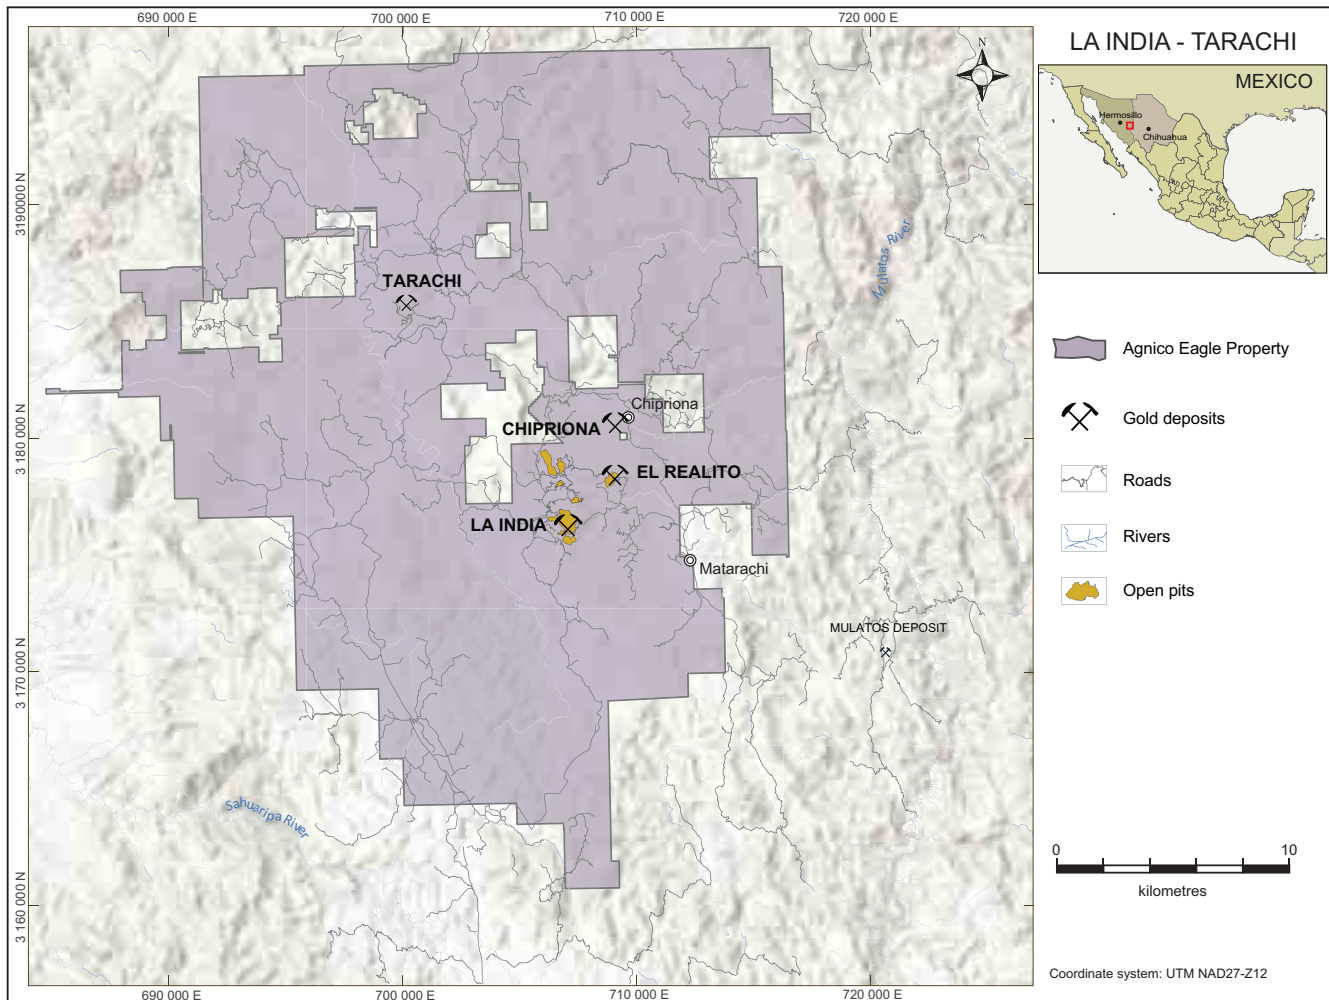 690 000 E
700 000 E
710 000 E
720 000 E
LA INDIA - TARACHI
MEXICO
Hermosillo
Chihuahua
N
3190000 N
Mulatos River
TARACHI
Agnico Eagle Property
Chipriona
CHIPRIONA
Gold deposits
3 180 000 N
EL REALITO
Roads
LA INDIA
Rivers
Matarachi
Open pits
MULATOS DEPOSIT
3 170 000 N
Sahuaripa River
0
10
kilometres
3 160 000 N
Coordinate system: UTM NAD27-Z12
690 000 E
700 000 E
710 000 E
720 000 E